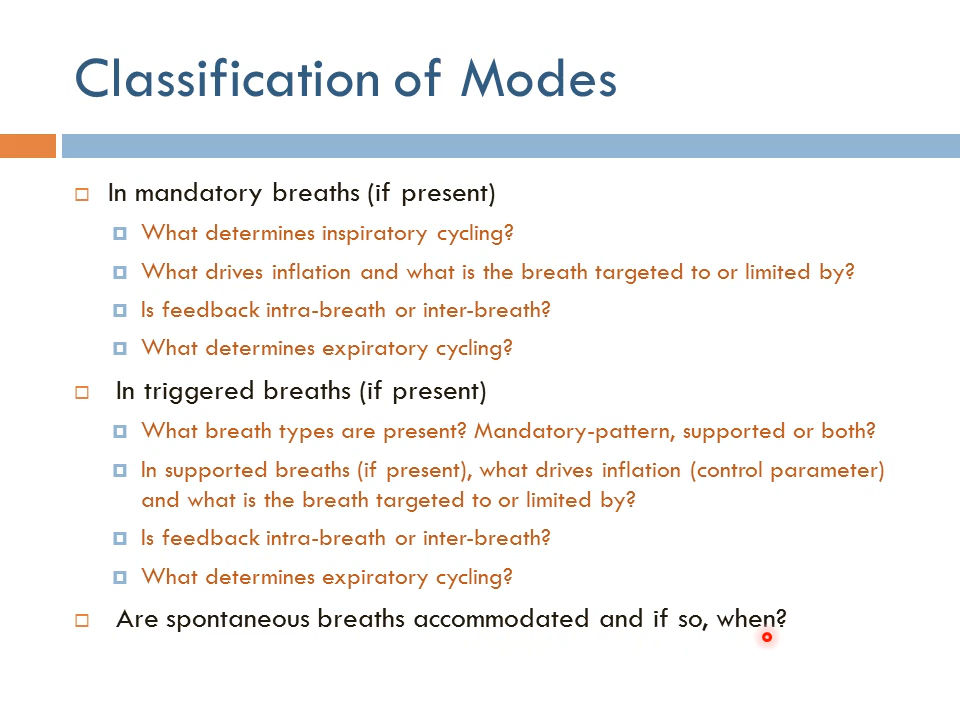 Classification of Modes
In mandatory breaths (if present)
What determines inspiratory cycling?
What drives inflation and what is the breath targeted to or limited by?
Is feedback intra-breath or inter-breath?
What determines expiratory cycling?
In triggered breaths (if present)
What breath types are present? Mandatory-pattern, supported or both?
In supported breaths (if present), what drives inflation (control parameter)
and what is the breath targeted to or limited by?
Is feedback intra-breath or inter-breath?
What determines expiratory cycling?
Are spontaneous breaths accommodated and if so, when?